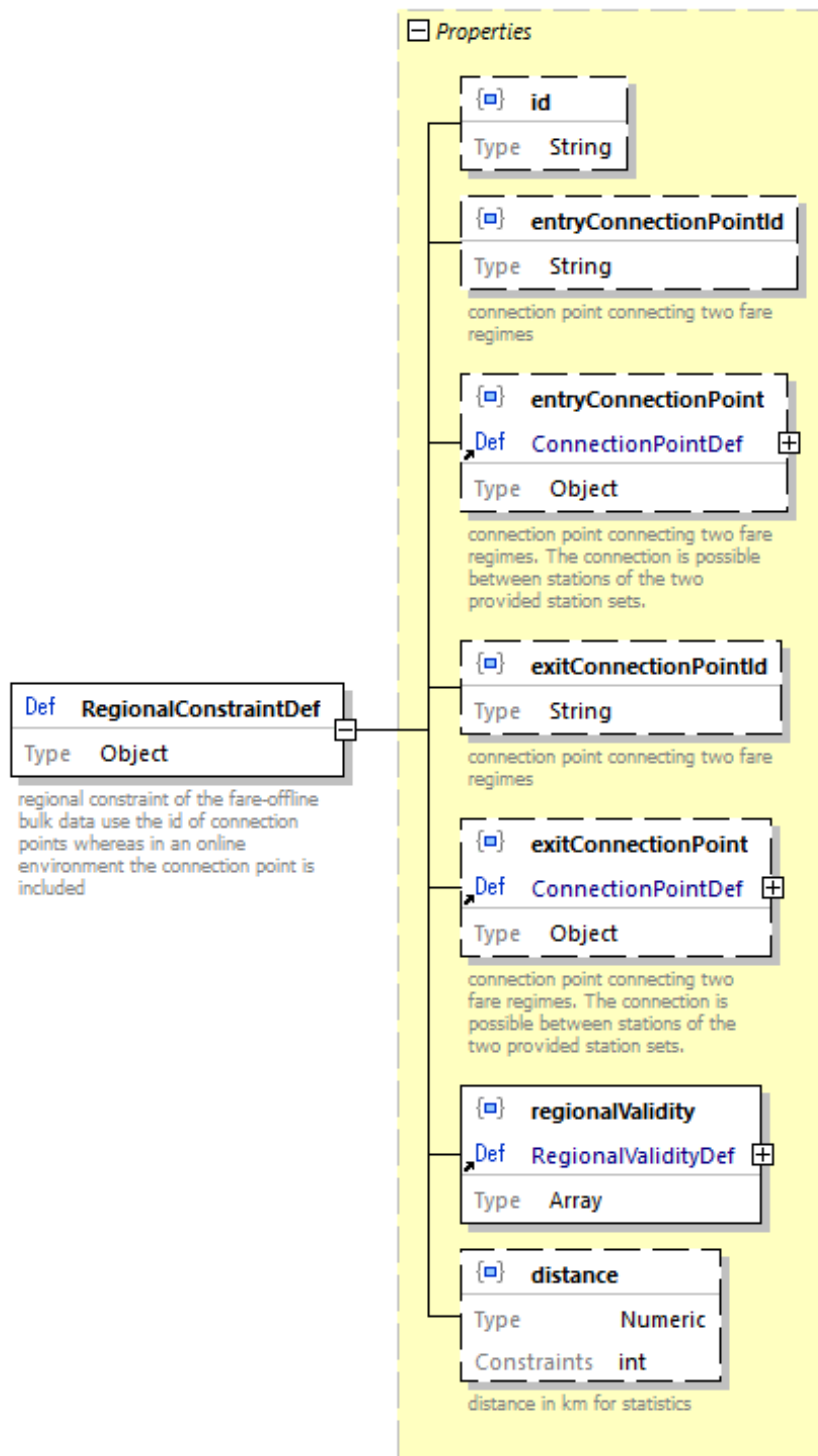 Properties
id
Type String
entryConnectionPointId
Type String
connection point connecting two fare
regimes
entryConnectionPoint
Def ConnectionPointDef
Type Object
connection point connecting two fare
regimes. The connection is possible
between stations of the two
provided station sets.
exitConnectionPointId
Type String
connection point connecting two fare
regimes
Def RegionalConstraintDef
Type Object
regional constraint of the fare-offline
bulk data use the id of connection
points whereas in an online
environment the connection point is
included
exitConnectionPoint
Def ConnectionPointDef
Type Object
connection point connecting two
fare regimes. The connection is
possible between stations of the
two provided station sets.
regionalValidity
Def RegionalValidityDef
Type Array
distance
Type Numeric
Constraints int
distance in km for statistics